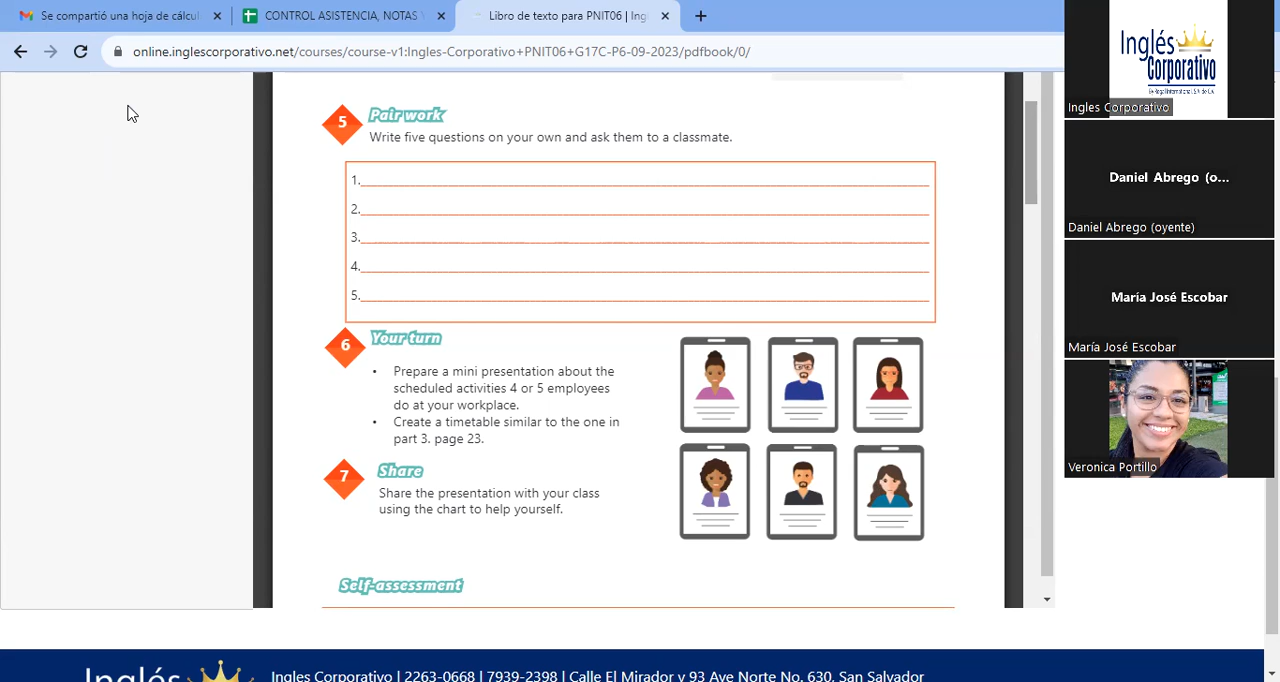 Se compartió una hoja de cálcul
CONTROL ASISTENCIA, NOTAS Y
Libro de texto para PNIT06 | Ing
online.inglescorporativo.net/courses/course-v1:Ingles-Corporativo+PNIT06+G17C-P6-09-2023/pdfbook/0/
5
Pair work
Write five questions on your own and ask them to a classmate.
1.
2.
3.
4.
5.
6
Your turn
• Prepare a mini presentation about the
scheduled activities 4 or 5 employees
do at your workplace.
• Create a timetable similar to the one in
part 3. page 23.
7
Share
Share the presentation with your class
using the chart to help yourself.
Self-assessment
Inglés
Ingles Corporativo | 2263-0668 | 7939-2398 | Calle El Mirador y 93 Ave Norte No. 630, San Salvador
Inglés
Corporativo
Ingles Corporativo
Daniel Abrego (o...
Daniel Abrego (oyente)
María José Escobar
María José Escobar
Veronica Portillo